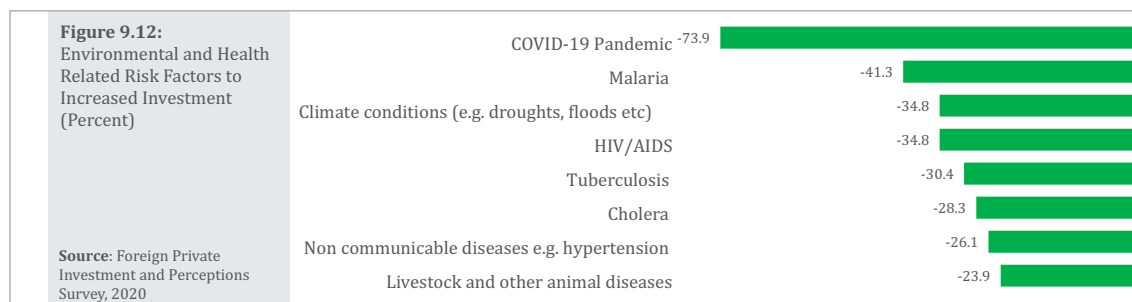 Figure 9.12:
Environmental and Health
Related Risk Factors to
Increased Investment
(Percent)
Source: Foreign Private
Investment and Perceptions
Survey, 2020
COVID-19 Pandemic -73.9
Malaria -41.3
Climate conditions (e.g. droughts, floods etc) -34.8
HIV/AIDS -34.8
Tuberculosis -30.4
Cholera -28.3
Non communicable diseases e.g. hypertension -26.1
Livestock and other animal diseases -23.9